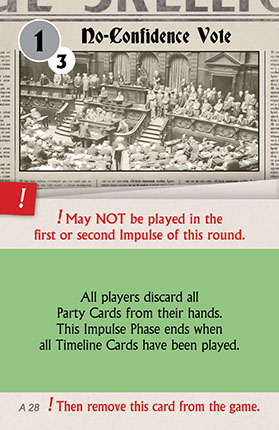 1
No-Confidence Vote
3
!
! May NOT be played in the
first or second Impulse of this round.
All players discard all
Party Cards from their hands.
This Impulse Phase ends when
all Timeline Cards have been played.
A 28 ! Then remove this card from the game.